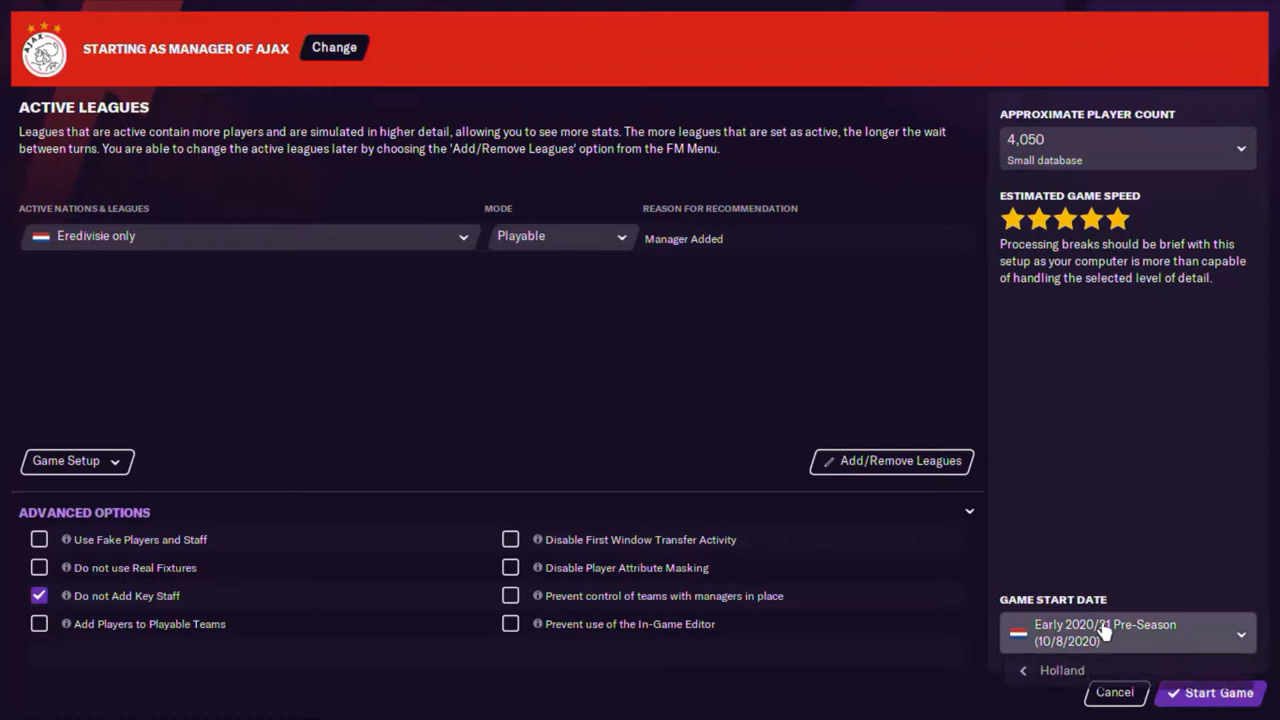 AJAX
STARTING AS MANAGER OF AJAX
Change
ACTIVE LEAGUES
Leagues that are active contain more players and are simulated in higher detail, allowing you to see more stats. The more leagues that are set as active, the longer the wait
between turns. You are able to change the active leagues later by choosing the 'Add/Remove Leagues' option from the FM Menu.
ACTIVE NATIONS & LEAGUES MODE REASON FOR RECOMMENDATION
Eredivisie only Playable Manager Added
Game Setup
Add/Remove Leagues
ADVANCED OPTIONS
Use Fake Players and Staff
Do not use Real Fixtures
Do not Add Key Staff
Add Players to Playable Teams
Disable First Window Transfer Activity
Disable Player Attribute Masking
Prevent control of teams with managers in place
Prevent use of the In-Game Editor
APPROXIMATE PLAYER COUNT
4,050
Small database
ESTIMATED GAME SPEED
Processing breaks should be brief with this
setup as your computer is more than capable
of handling the selected level of detail.
GAME START DATE
Early 2020/21 Pre-Season
(10/8/2020)
Holland
Cancel
Start Game